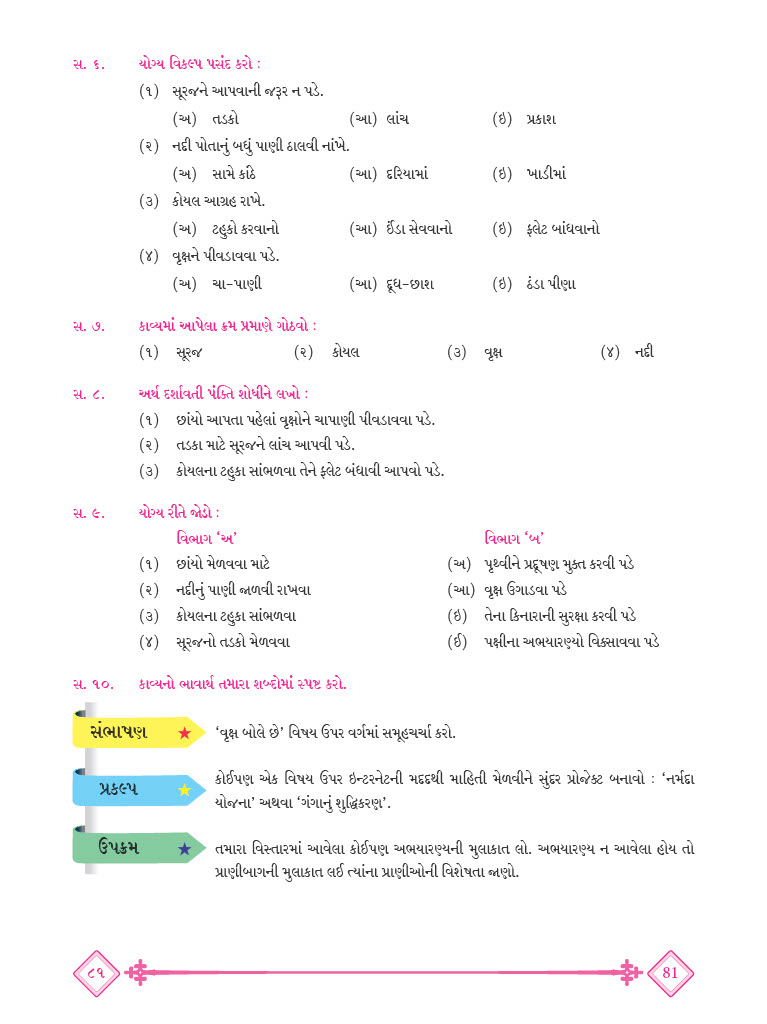 સ. ૬. યોગ્ય વિકલ્પ પસંદ કરો :
(૧) સૂરજને આપવાની જરૂર ન પડે.
(અ) તડકો (આ) લાંચ (ઇ) પ્રકાશ
(૨) નદી પોતાનું બધું પાણી ઠાલવી નાંખે.
(અ) સામે કાંઠે (આ) દરિયામાં (ઇ) ખાડીમાં
(૩) કોયલ આગ્રહ રાખે.
(અ) ટહુકો કરવાનો (આ) ઈંડા સેવવાનો (ઇ) ફ્લેટ બાંધવાનો
(૪) વૃક્ષને પીવડાવવા પડે.
(અ) ચા-પાણી (આ) દૂધ-છાશ (ઇ) ઠંડા પીણા
સ. ૭. કાવ્યમાં આપેલા ક્રમ પ્રમાણે ગોઠવો :
(૧) સૂરજ (૨) કોયલ (૩) વૃક્ષ (૪) નદી
સ. ૮. અર્થ દર્શાવતી પંક્તિ શોધીને લખો :
(૧) છાંયો આપતા પહેલાં વૃક્ષોને ચાપાણી પીવડાવવા પડે.
(૨) તડકા માટે સૂરજને લાંચ આપવી પડે.
(૩) કોયલના ટહુકા સાંભળવા તેને ફ્લેટ બંધાવી આપવો પડે.
સ. ૯. યોગ્ય રીતે જોડો :
વિભાગ ‘અ’ વિભાગ ‘બ’
(૧) છાંયો મેળવવા માટે (અ) પૃથ્વીને પ્રદૂષણ મુક્ત કરવી પડે
(૨) નદીનું પાણી જાળવી રાખવા (આ) વૃક્ષ ઉગાડવા પડે
(૩) કોયલના ટહુકા સાંભળવા (ઇ) તેના કિનારાની સુરક્ષા કરવી પડે
(૪) સૂરજનો તડકો મેળવવા (ઈ) પક્ષીના અભયારણ્યો વિક્સાવવા પડે
સ. ૧૦. કાવ્યનો ભાવાર્થ તમારા શબ્દોમાં સ્પષ્ટ કરો.
સંભાષણ ‘વૃક્ષ બોલે છે’ વિષય ઉપર વર્ગમાં સમૂહચર્ચા કરો.
પ્રકલ્પ કોઈપણ એક વિષય ઉપર ઇન્ટરનેટની મદદથી માહિતી મેળવીને સુંદર પ્રોજેક્ટ બનાવો : ‘નર્મદા
યોજના’ અથવા ‘ગંગાનું શુદ્ધિકરણ’.
ઉપક્રમ તમારા વિસ્તારમાં આવેલા કોઈપણ અભયારણ્યની મુલાકાત લો. અભયારણ્ય ન આવેલા હોય તો
પ્રાણીબાગની મુલાકાત લઈ ત્યાંના પ્રાણીઓની વિશેષતા જાણો.
૮૧ 81